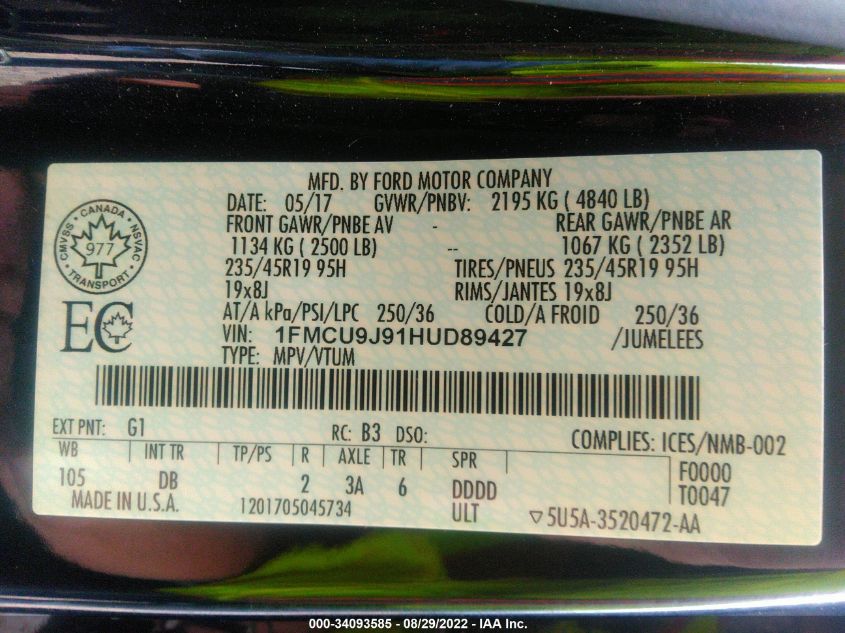 MFD. BY FORD MOTOR COMPANY
DATE: 05/17 GVWR/PNBV: 2195 KG ( 4840 LB)
FRONT GAWR/PNBE AV - REAR GAWR/PNBE AR
1134 KG ( 2500 LB) -- 1067 KG ( 2352 LB)
235/45R19 95H TIRES/PNEUS 235/45R19 95H
19x8J RIMS/JANTES 19x8J
AT/A kPa/PSI/LPC 250/36 COLD/A FROID 250/36
VIN: 1FMCU9J91HUD89427 /JUMELEES
TYPE: MPV/VTUM
CANADA
CMVSS 977 NSVAC
TRANSPORT
EC
EXT PNT: G1 RC: B3 DSO: COMPLIES: ICES/NMB-002
WB INT TR TP/PS R AXLE TR SPR F0000
105 DB 2 3A 6 DDDD T0047
MADE IN U.S.A. 1201705045734 ULT ▽5U5A-3520472-AA
000-34093585 - 08/29/2022 - IAA Inc.